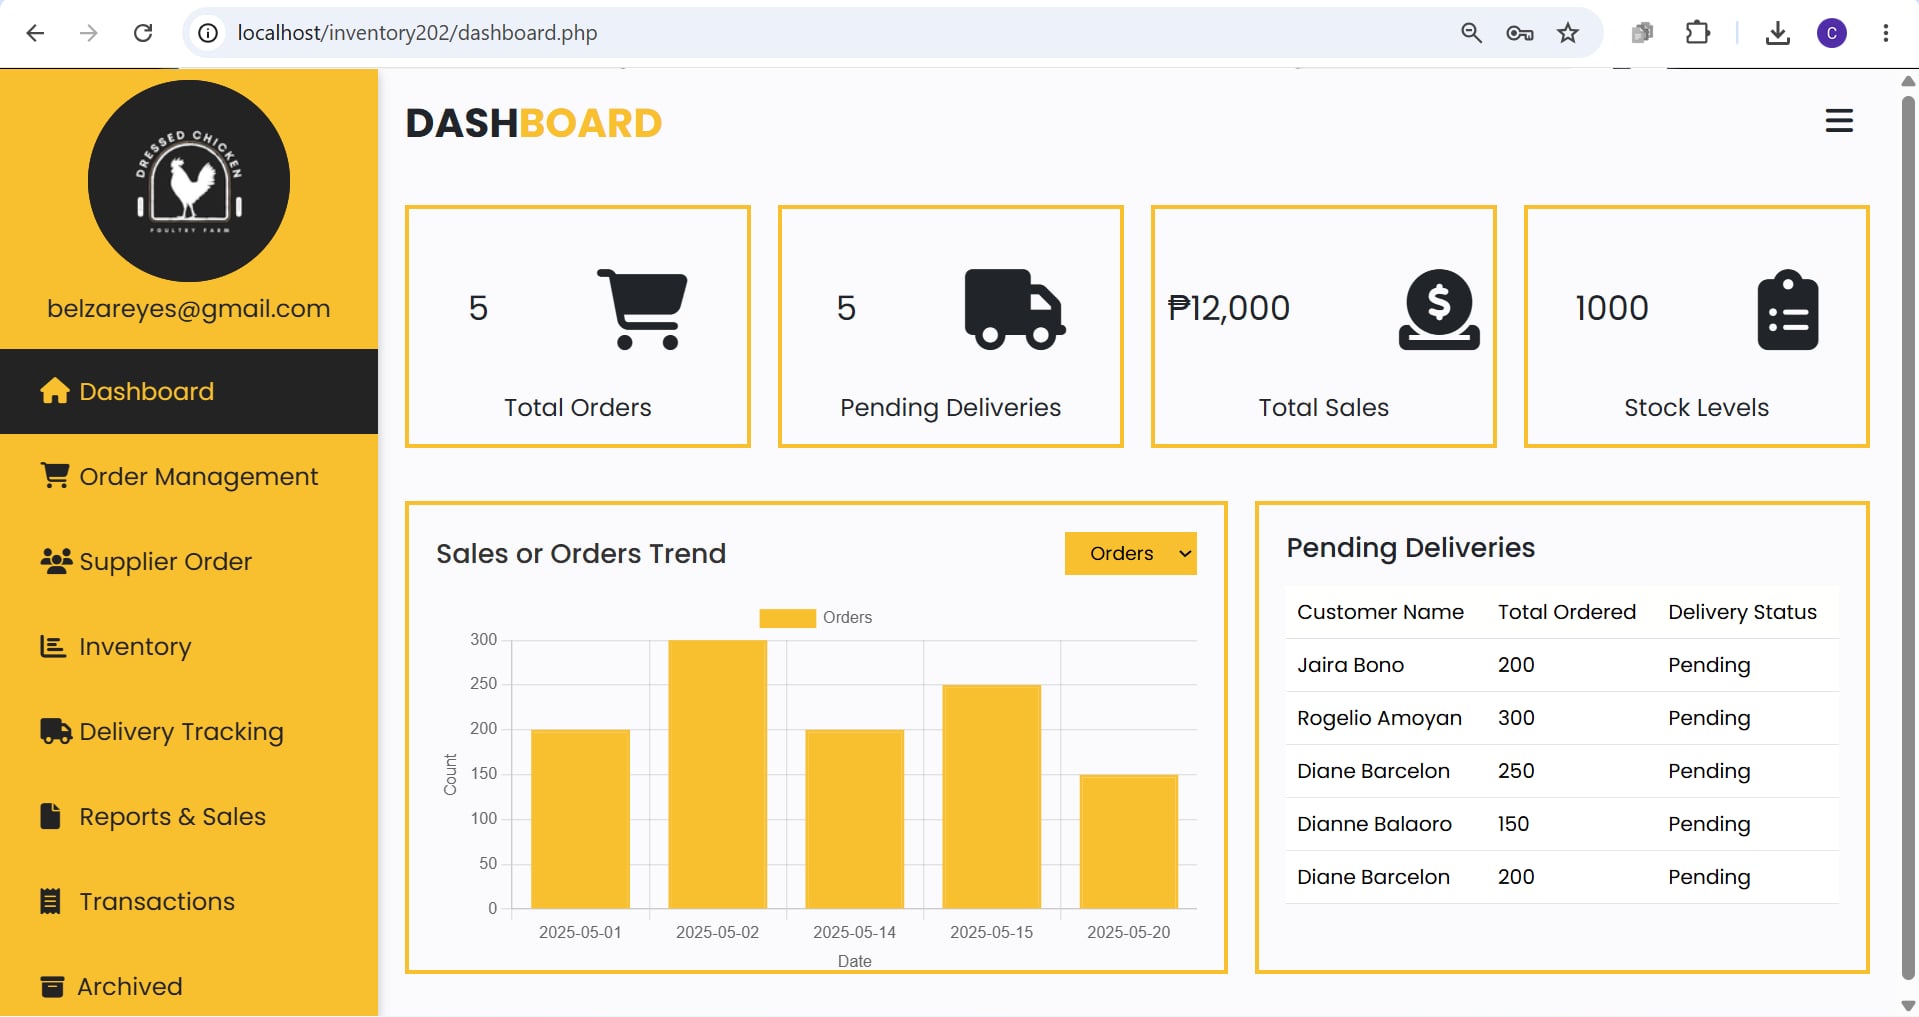 localhost/inventory202/dashboard.php
C
DRESSED CHICKEN
POULTRY FARM
belzareyes@gmail.com
Dashboard
Order Management
Supplier Order
Inventory
Delivery Tracking
Reports & Sales
Transactions
Archived
DASHBOARD
5
Total Orders
5
Pending Deliveries
₱12,000
$
Total Sales
1000
Stock Levels
Sales or Orders Trend
Orders
Orders
300
250
200
150
100
50
0
Count
2025-05-01 2025-05-02 2025-05-14 2025-05-15 2025-05-20
Date
Pending Deliveries
Customer Name Total Ordered Delivery Status
Jaira Bono 200 Pending
Rogelio Amoyan 300 Pending
Diane Barcelon 250 Pending
Dianne Balaoro 150 Pending
Diane Barcelon 200 Pending